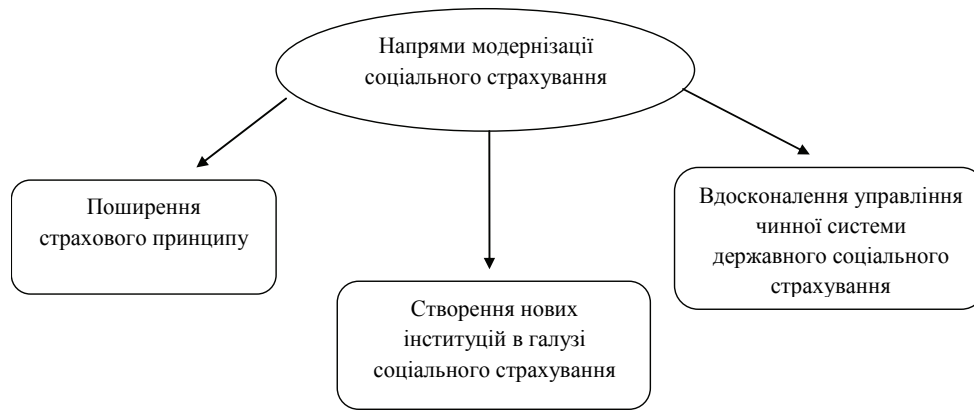 Напрями модернізації
соціального страхування
Поширення
страхового принципу
Створення нових
інституцій в галузі
соціального страхування
Вдосконалення управління
чинної системи
державного соціального
страхування